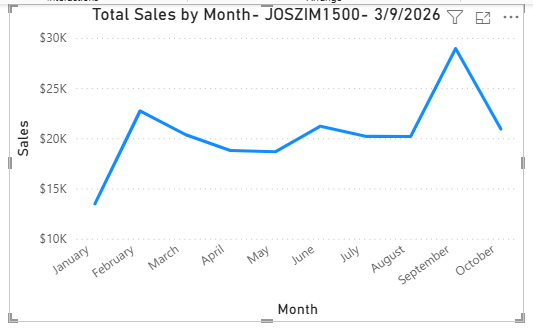 Total Sales by Month- JOSZIM1500- 3/9/2026
$30K
$25K
$20K
$15K
$10K
Sales
January
February
March
April
May
June
July
August
September
October
Month